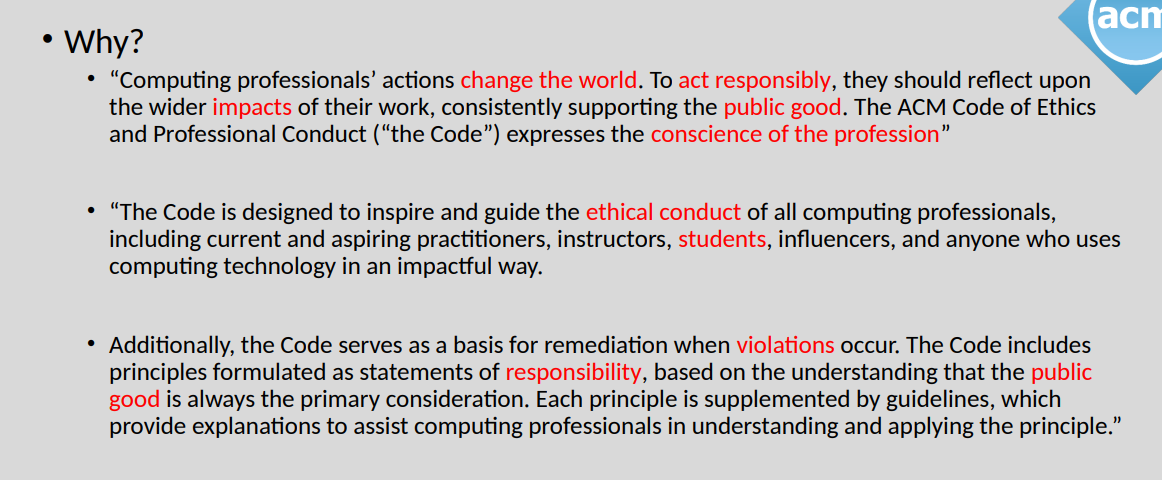 • Why?
acm
• “Computing professionals’ actions change the world. To act responsibly, they should reflect upon
the wider impacts of their work, consistently supporting the public good. The ACM Code of Ethics
and Professional Conduct (“the Code”) expresses the conscience of the profession”
• “The Code is designed to inspire and guide the ethical conduct of all computing professionals,
including current and aspiring practitioners, instructors, students, influencers, and anyone who uses
computing technology in an impactful way.
• Additionally, the Code serves as a basis for remediation when violations occur. The Code includes
principles formulated as statements of responsibility, based on the understanding that the public
good is always the primary consideration. Each principle is supplemented by guidelines, which
provide explanations to assist computing professionals in understanding and applying the principle.”